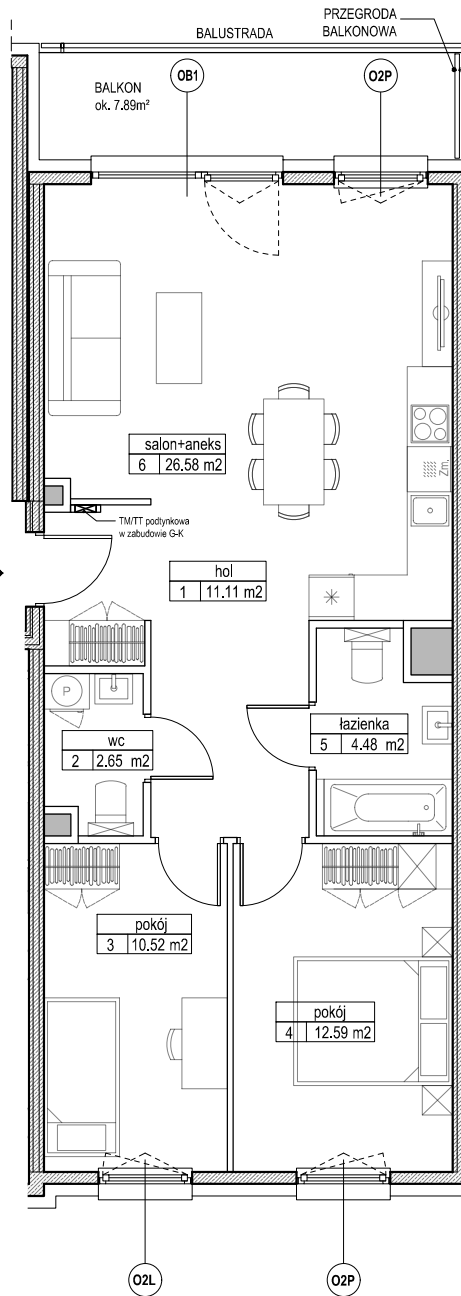 PRZEGRODA
BALKONOWA
BALUSTRADA
BALKON
ok. 7.89m²
OB1
O2P
salon+aneks
6 26.58 m2
Zm.
TM/TT podtynkowa
w zabudowie G-K
hol
1 11.11 m2
P
wc
2 2.65 m2
łazienka
5 4.48 m2
pokój
3 10.52 m2
pokój
4 12.59 m2
O2L
O2P